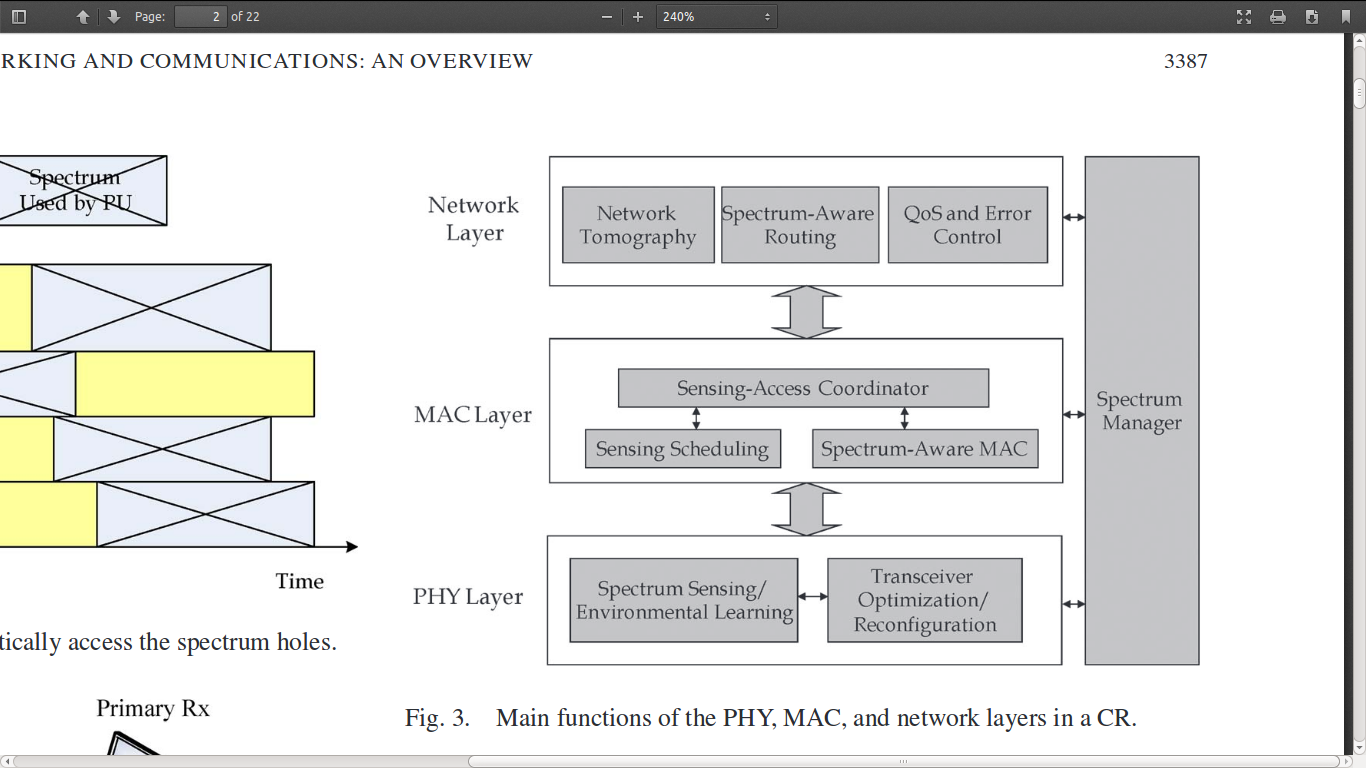 Page: 2 of 22
240%
RKING AND COMMUNICATIONS: AN OVERVIEW
3387
Spectrum
Used by PU
Time
tically access the spectrum holes.
Primary Rx
Network
Layer
Network
Tomography
Spectrum-Aware
Routing
QoS and Error
Control
MAC Layer
Sensing-Access Coordinator
Sensing Scheduling
Spectrum-Aware MAC
Spectrum
Manager
PHY Layer
Spectrum Sensing/
Environmental Learning
Transceiver
Optimization/
Reconfiguration
Fig. 3. Main functions of the PHY, MAC, and network layers in a CR.